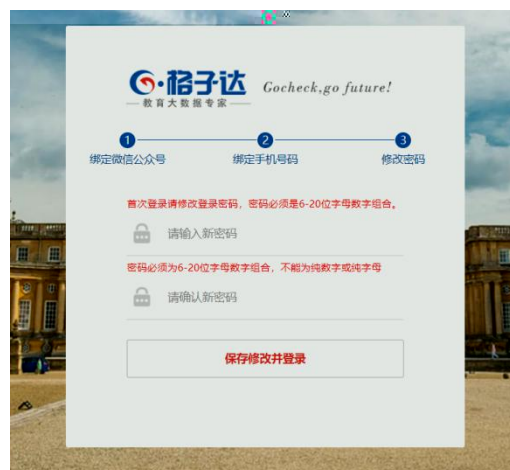 格子达
教育大数据专家
Gocheck,go future!
1 2 3
绑定微信公众号 绑定手机号码 修改密码
首次登录请修改登录密码，密码必须是6-20位字母数字组合。
请输入新密码
密码必须为6-20位字母数字组合，不能为纯数字或纯字母
请确认新密码
保存修改并登录